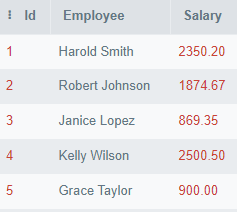 Id Employee Salary
1 Harold Smith 2350.20
2 Robert Johnson 1874.67
3 Janice Lopez 869.35
4 Kelly Wilson 2500.50
5 Grace Taylor 900.00